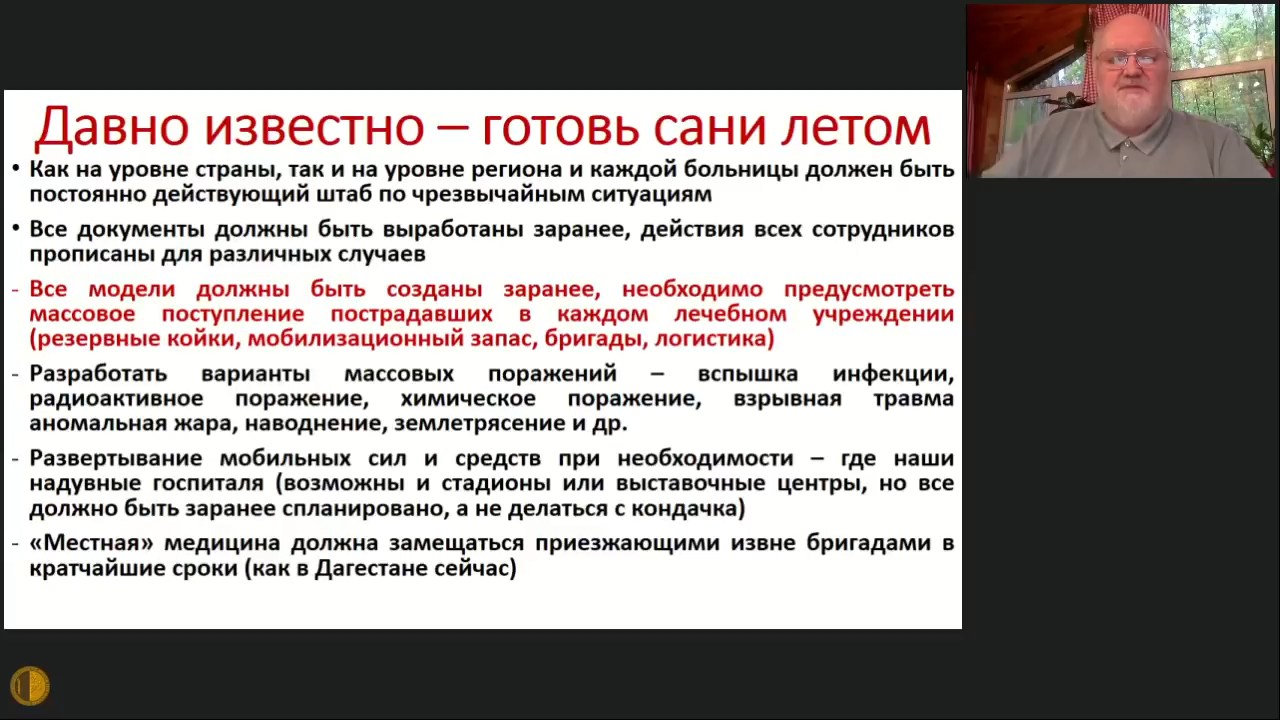 Давно известно – готовь сани летом
• Как на уровне страны, так и на уровне региона и каждой больницы должен быть
постоянно действующий штаб по чрезвычайным ситуациям
• Все документы должны быть выработаны заранее, действия всех сотрудников
прописаны для различных случаев
- Все модели должны быть созданы заранее, необходимо предусмотреть
массовое поступление пострадавших в каждом лечебном учреждении
(резервные койки, мобилизационный запас, бригады, логистика)
- Разработать варианты массовых поражений – вспышка инфекции,
радиоактивное поражение, химическое поражение, взрывная травма
аномальная жара, наводнение, землетрясение и др.
- Развертывание мобильных сил и средств при необходимости – где наши
надувные госпиталя (возможны и стадионы или выставочные центры, но все
должно быть заранее спланировано, а не делаться с кондачка)
- «Местная» медицина должна замещаться приезжающими извне бригадами в
кратчайшие сроки (как в Дагестане сейчас)